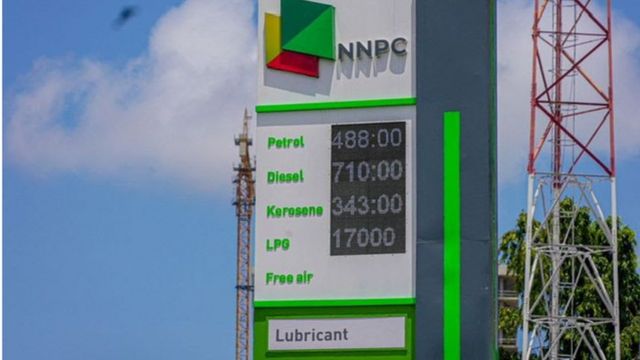 NNPC
Petrol 488:00
Diesel 710:00
Kerosene 343:00
LPG 17000
Free air
Lubricant